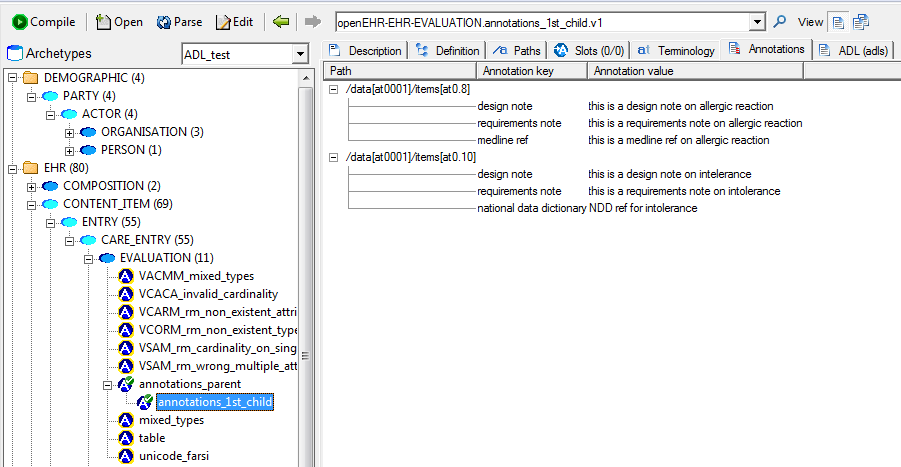 Compile Open Parse Edit openEHR-EHR-EVALUATION.annotations_1st_child.v1 View
Archetypes ADL_test
DEMOGRAPHIC (4)
PARTY (4)
ACTOR (4)
ORGANISATION (3)
PERSON (1)
EHR (80)
COMPOSITION (2)
CONTENT_ITEM (69)
ENTRY (55)
CARE_ENTRY (55)
EVALUATION (11)
VACMM_mixed_types
VCACA_invalid_cardinality
VCARM_rm_non_existent_attri
VCORM_rm_non_existent_type
VSAM_rm_cardinality_on_sing
VSAM_rm_wrong_multiple_att
annotations_parent
annotations_1st_child
mixed_types
table
unicode_farsi
Description Definition Paths Slots (0/0) Terminology Annotations ADL (adls)
Path Annotation key Annotation value
/data[at0001]/items[at0.8]
design note this is a design note on allergic reaction
requirements note this is a requirements note on allergic reaction
medline ref this is a medline ref on allergic reaction
/data[at0001]/items[at0.10]
design note this is a design note on intelerance
requirements note this is a requirements note on intolerance
national data dictionary NDD ref for intolerance